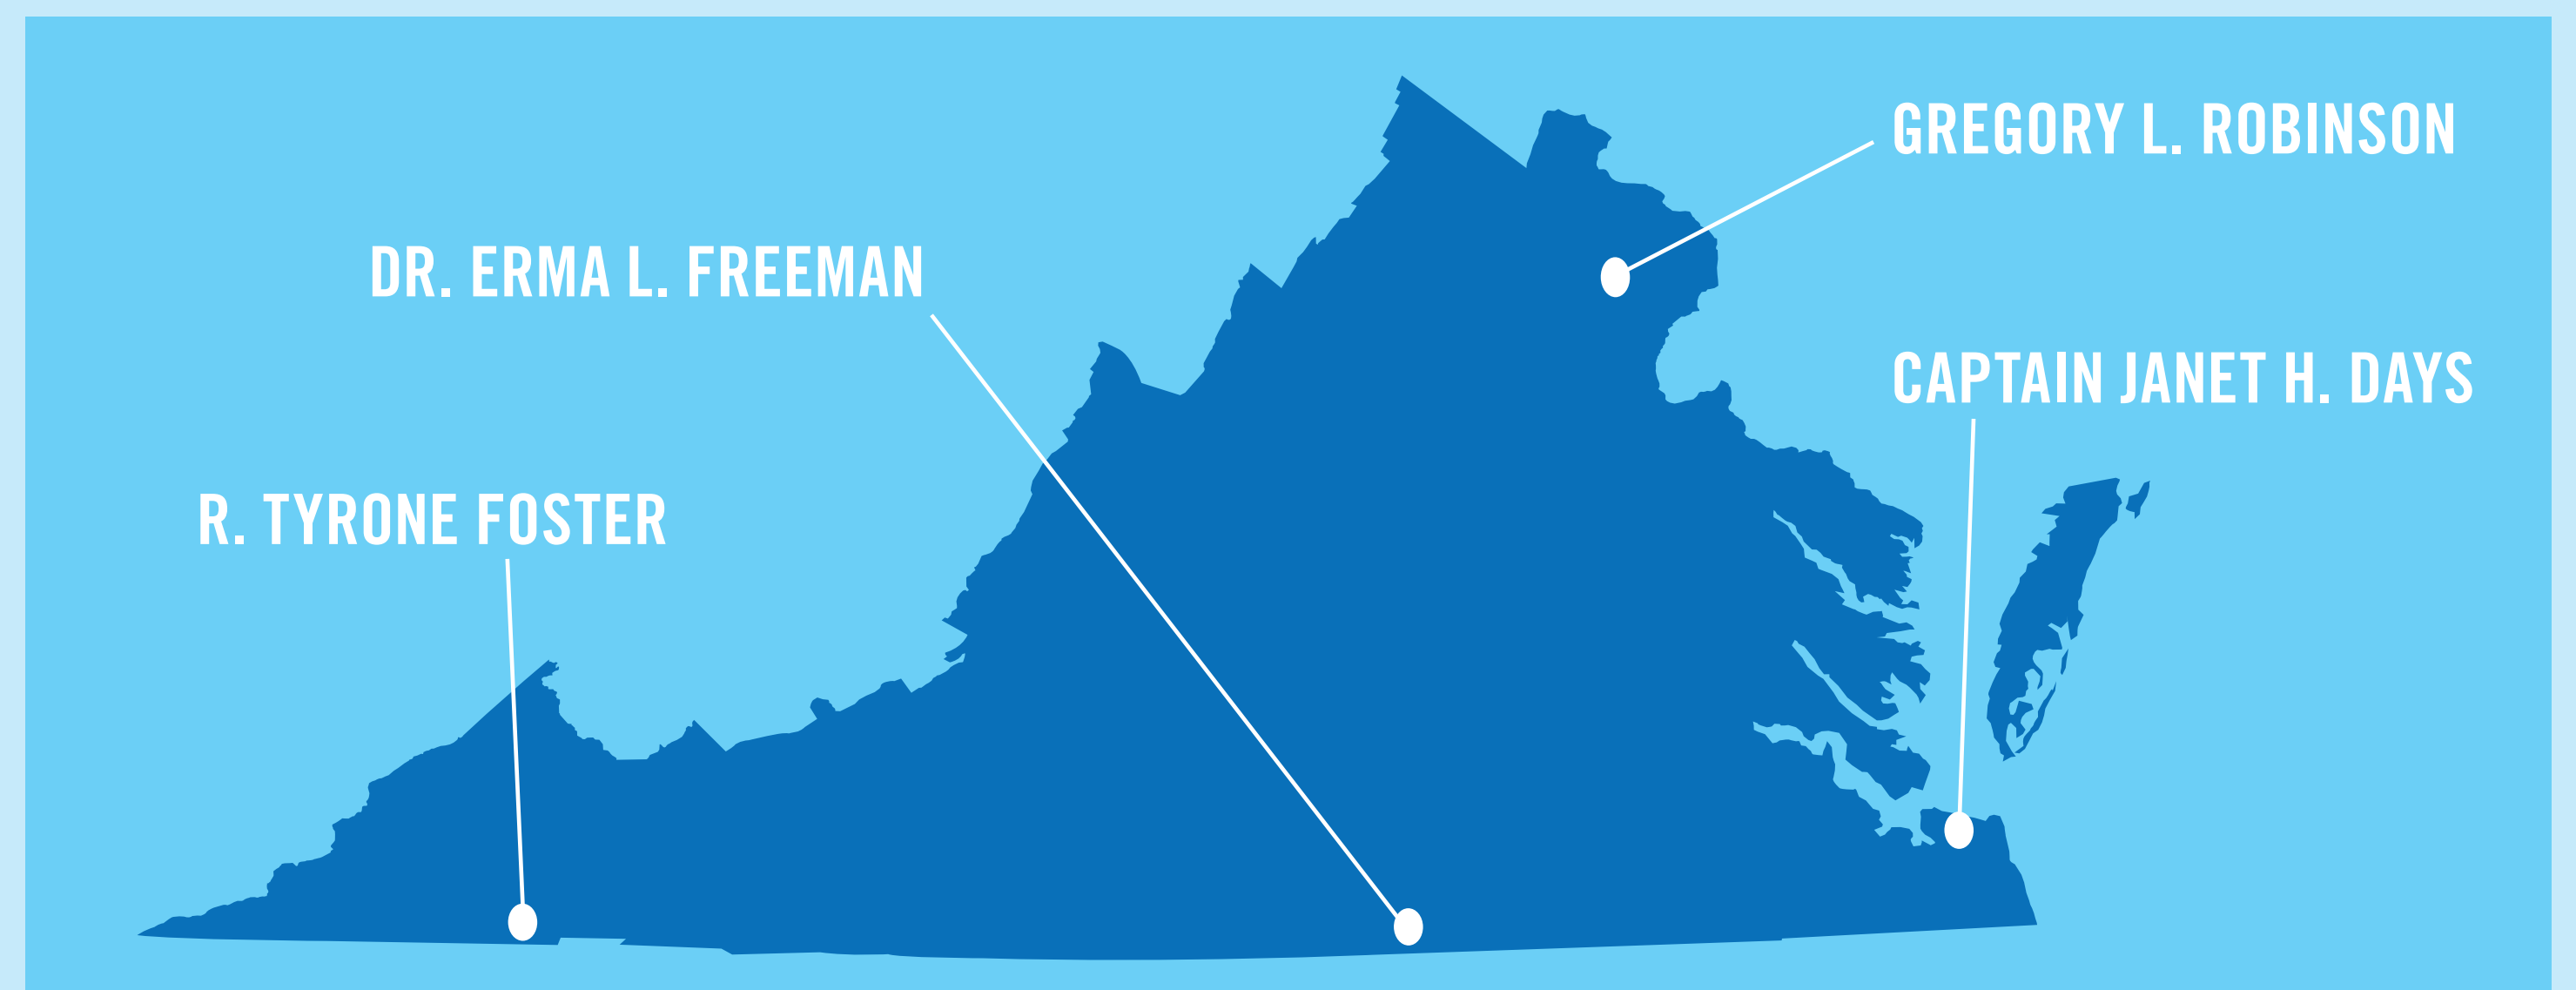 GREGORY L. ROBINSON
DR. ERMA L. FREEMAN
CAPTAIN JANET H. DAYS
R. TYRONE FOSTER